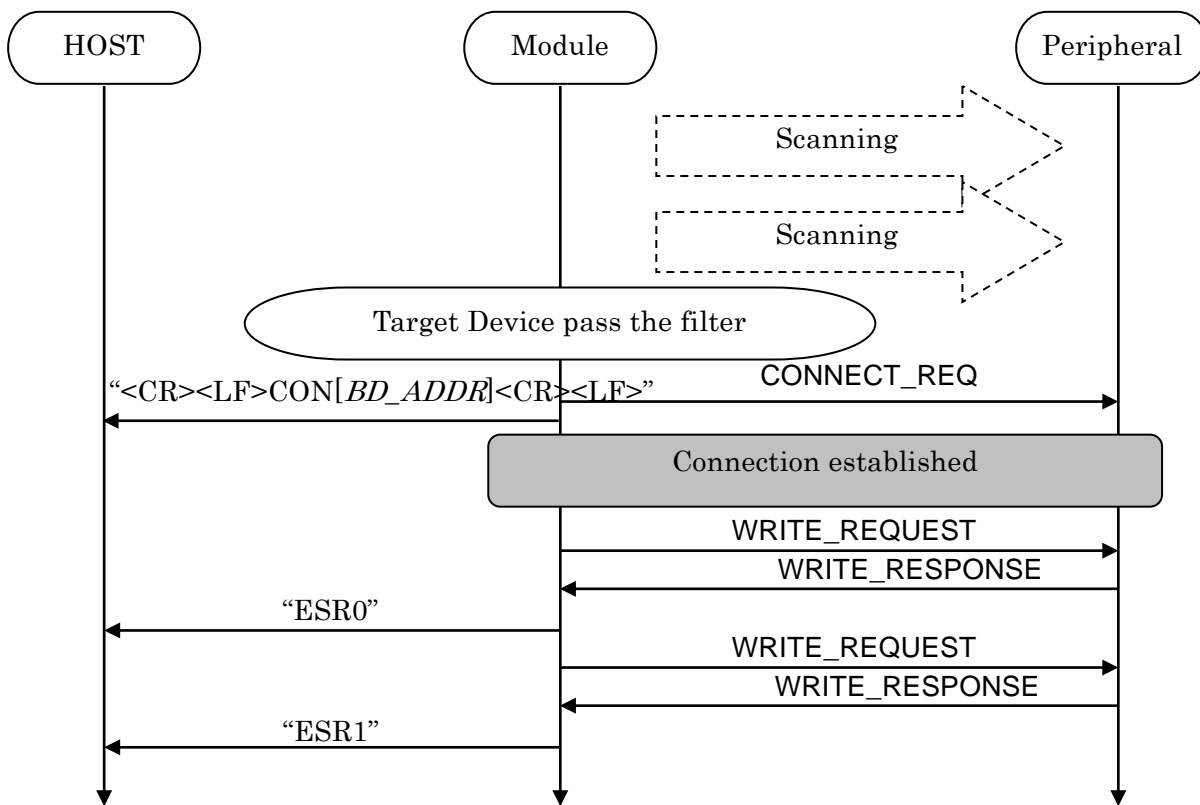 HOST
Module
Peripheral
Scanning
Scanning
Target Device pass the filter
“<CR><LF>CON[BD_ADDR]<CR><LF>”
CONNECT_REQ
Connection established
WRITE_REQUEST
WRITE_RESPONSE
“ESR0”
WRITE_REQUEST
WRITE_RESPONSE
“ESR1”